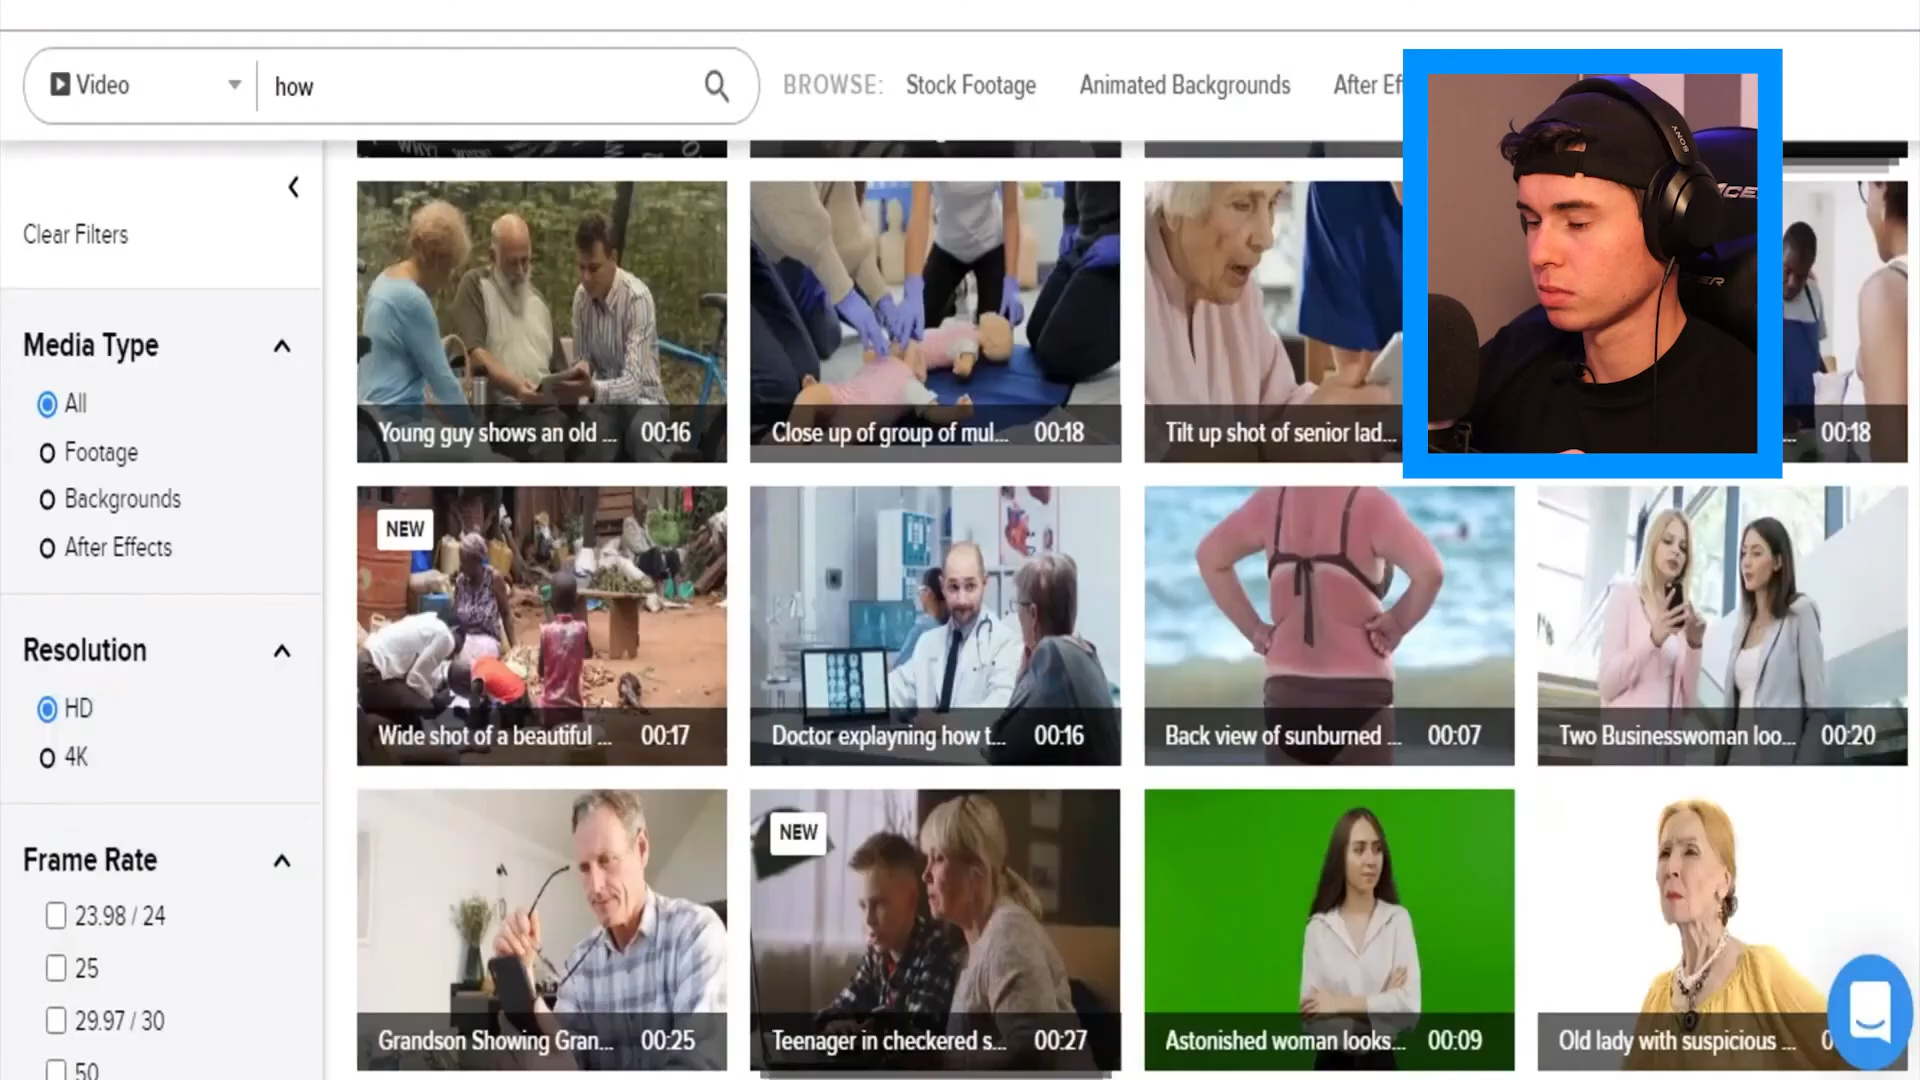 Video
how
BROWSE:
Stock Footage
Animated Backgrounds
After Ef
WHY?
Clear Filters
Media Type
All
Footage
Backgrounds
After Effects
Resolution
HD
4K
Frame Rate
23.98 / 24
25
29.97 / 30
50
Young guy shows an old ... 00:16
Close up of group of mul... 00:18
Tilt up shot of senior lad...
... 00:18
SONY
NEW
Wide shot of a beautiful ... 00:17
Doctor explayning how t... 00:16
Back view of sunburned ... 00:07
Two Businesswoman loo... 00:20
Grandson Showing Gran... 00:25
NEW
Teenager in checkered s... 00:27
Astonished woman looks... 00:09
Old lady with suspicious ... 0